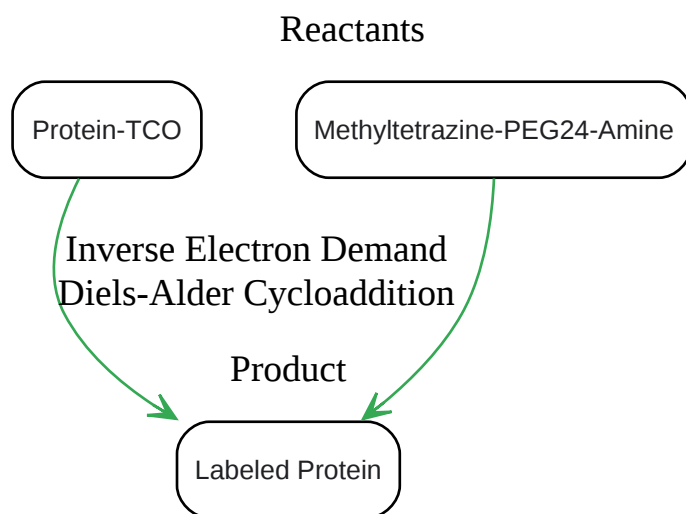 Reactants
Protein-TCO
Methyltetrazine-PEG24-Amine
Inverse Electron Demand
Diels-Alder Cycloaddition
Product
Labeled Protein